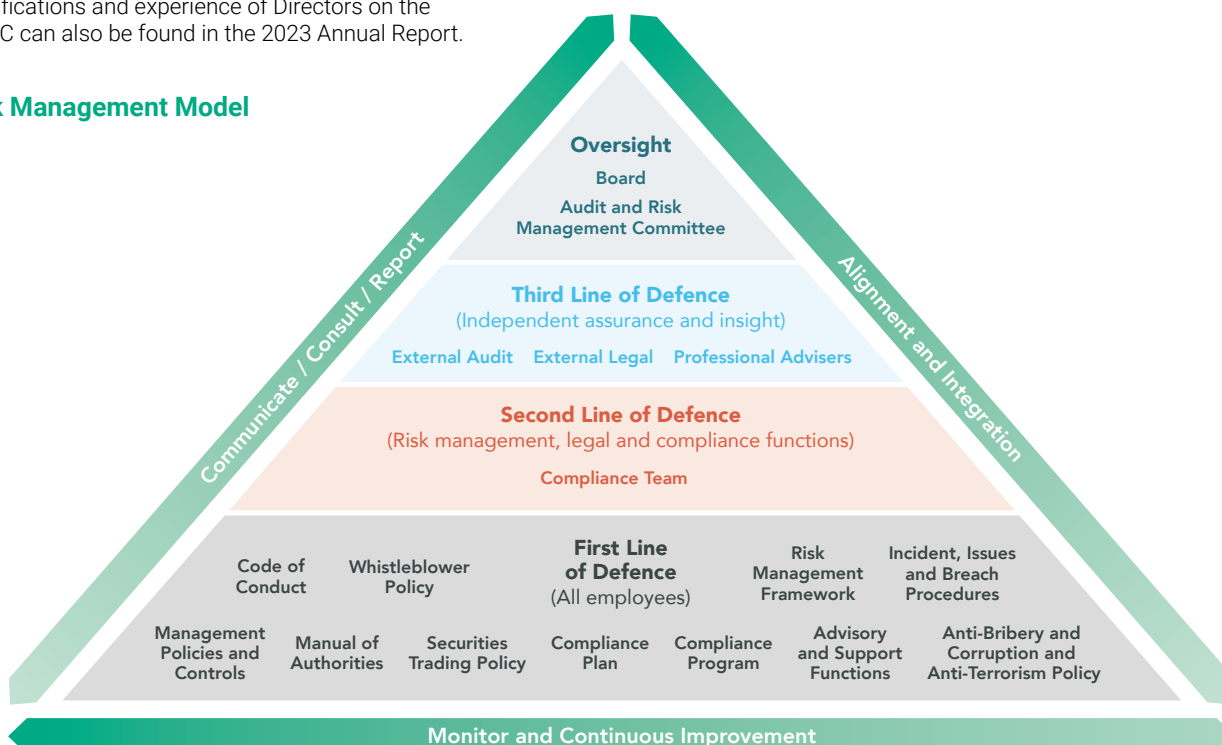 fications and experience of Directors on the
C can also be found in the 2023 Annual Report.
k Management Model
Oversight
Board
Audit and Risk
Management Committee
Communicate / Consult / Report
Alignment and Integration
Third Line of Defence
(Independent assurance and insight)
External Audit External Legal Professional Advisers
Second Line of Defence
(Risk management, legal and compliance functions)
Compliance Team
First Line
of Defence
(All employees)
Code of
Conduct
Whistleblower
Policy
Risk
Management
Framework
Incident, Issues
and Breach
Procedures
Management
Policies and
Controls
Manual of
Authorities
Securities
Trading Policy
Compliance
Plan
Compliance
Program
Advisory
and Support
Functions
Anti-Bribery and
Corruption and
Anti-Terrorism Policy
Monitor and Continuous Improvement